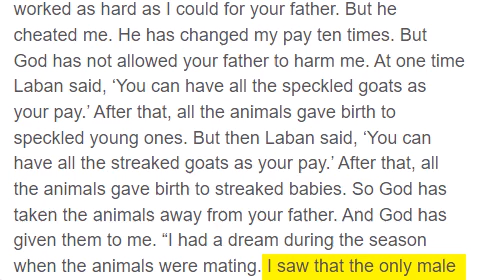 worked as hard as I could for your father. But he
cheated me. He has changed my pay ten times. But
God has not allowed your father to harm me. At one time
Laban said, ‘You can have all the speckled goats as
your pay.’ After that, all the animals gave birth to
speckled young ones. But then Laban said, ‘You can
have all the streaked goats as your pay.’ After that, all
the animals gave birth to streaked babies. So God has
taken the animals away from your father. And God has
given them to me. “I had a dream during the season
when the animals were mating. I saw that the only male